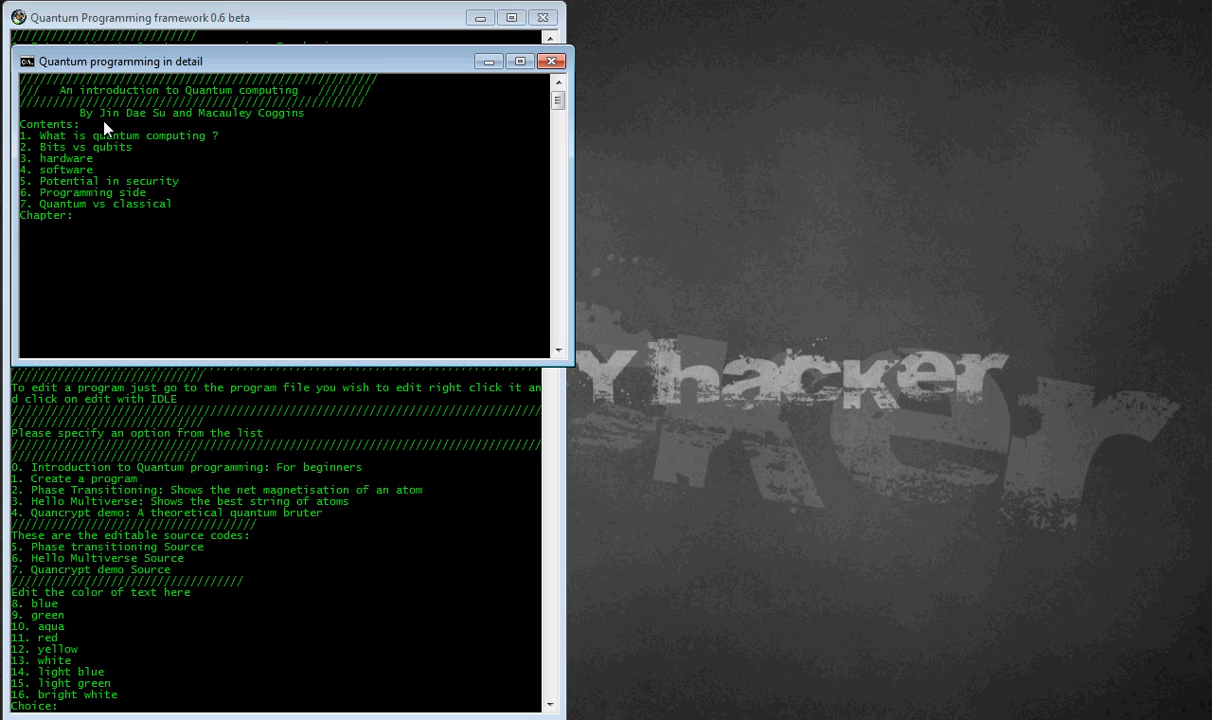 Quantum Programming framework 0.6 beta
////////////////////////////
Quantum programming in detail
//////////////////////////////////////////////////////
/// An introduction to Quantum computing ////////
////////////////////////////////////////////////////
By Jin Dae Su and Macauley Coggins
Contents:
1. What is quantum computing ?
2. Bits vs qubits
3. hardware
4. software
5. Potential in security
6. Programming side
7. Quantum vs classical
Chapter:
/////////////////////////////
To edit a program just go to the program file you wish to edit right click it an
d click on edit with IDLE
////////////////////////////////////////////////////////////////////////////////
/////////////////////////////
Please specify an option from the list
////////////////////////////////////////////////////////////////////////////////
////////////////////////////
0. Introduction to Quantum programming: For beginners
1. Create a program
2. Phase Transitioning: Shows the net magnetisation of an atom
3. Hello Multiverse: Shows the best string of atoms
4. Quancrypt demo: A theoretical quantum bruter
/////////////////////////////////////
These are the editable source codes:
5. Phase transitioning Source
6. Hello Multiverse Source
7. Quancrypt demo Source
///////////////////////////////////
Edit the color of text here
8. blue
9. green
10. aqua
11. red
12. yellow
13. white
14. light blue
15. light green
16. bright white
Choice:
Y hacker